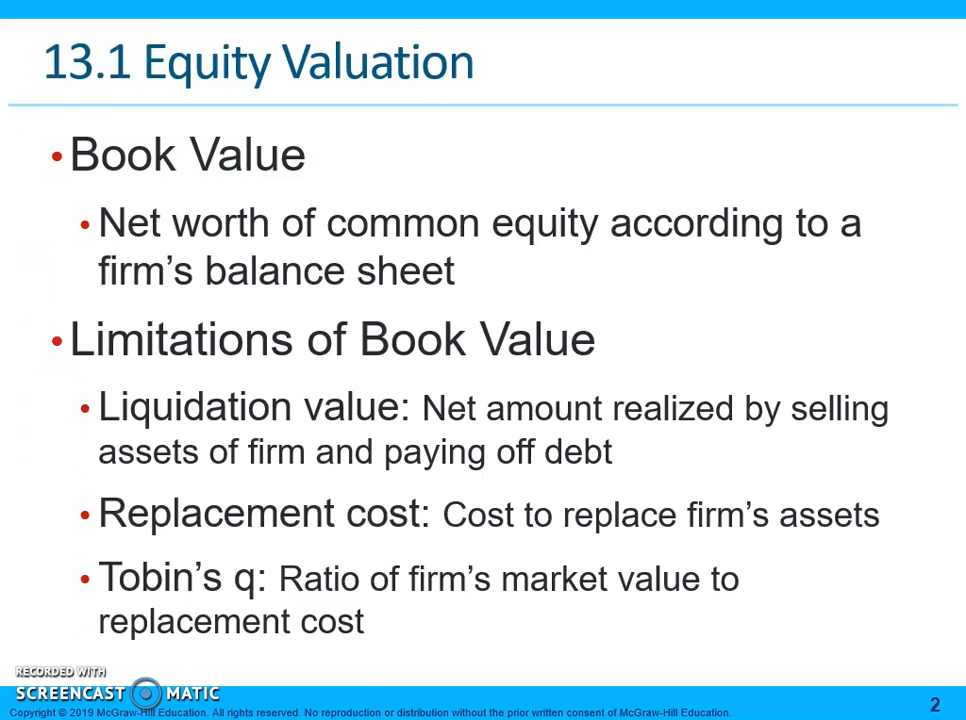 13.1 Equity Valuation
•Book Value
•Net worth of common equity according to a
firm’s balance sheet
•Limitations of Book Value
•Liquidation value: Net amount realized by selling
assets of firm and paying off debt
•Replacement cost: Cost to replace firm’s assets
•Tobin’s q: Ratio of firm’s market value to
replacement cost
RECORDED WITH
SCREENCAST MATIC
Copyright © 2019 McGraw-Hill Education. All rights reserved. No reproduction or distribution without the prior written consent of McGraw-Hill Education.
2